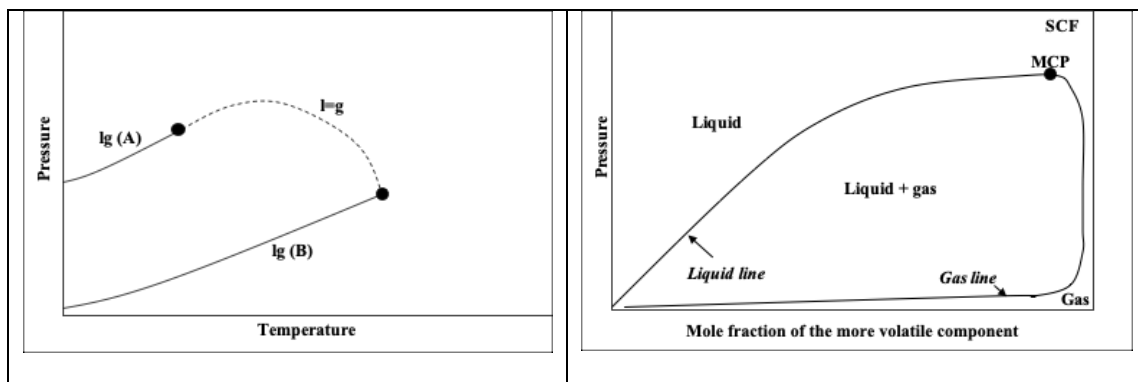 Pressure
lg (A)
l=g
lg (B)
Temperature
Pressure
SCF
MCP
Liquid
Liquid + gas
Liquid line
Gas line
Gas
Mole fraction of the more volatile component